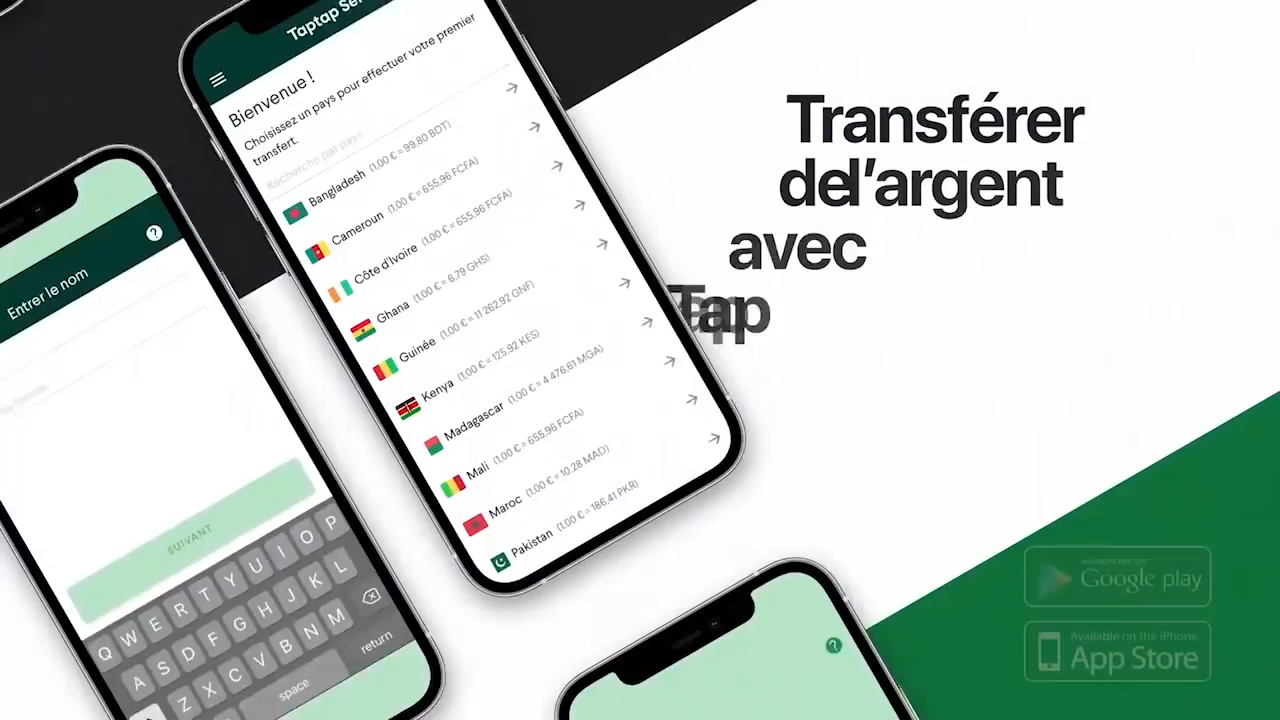 Taptap Se
Bienvenue !
Choisissez un pays pour effectuer votre premier
transfert.
Recherche par pays
Bangladesh (1.00 € = 99,80 BDT)
Cameroun (1.00 € = 655,96 FCFA)
Côte d'Ivoire (1.00 € = 655,96 FCFA)
Ghana (1.00 € = 6,79 GHS)
Guinée (1.00 € = 11 262,92 GNF)
Kenya (1.00 € = 125,92 KES)
Madagascar (1.00 € = 4 476,61 MGA)
Mali (1.00 € = 655,96 FCFA)
Maroc (1.00 € = 10,28 MAD)
Pakistan (1.00 € = 186,41 PKR)
?
Entrer le nom
SUIVANT
Q W E R T Y U I O P
A S D F G H J K L
Z X C V B N M
space return
Transférer
del'argent
avec
Tap
?
Google play
Available on the iPhone
App Store